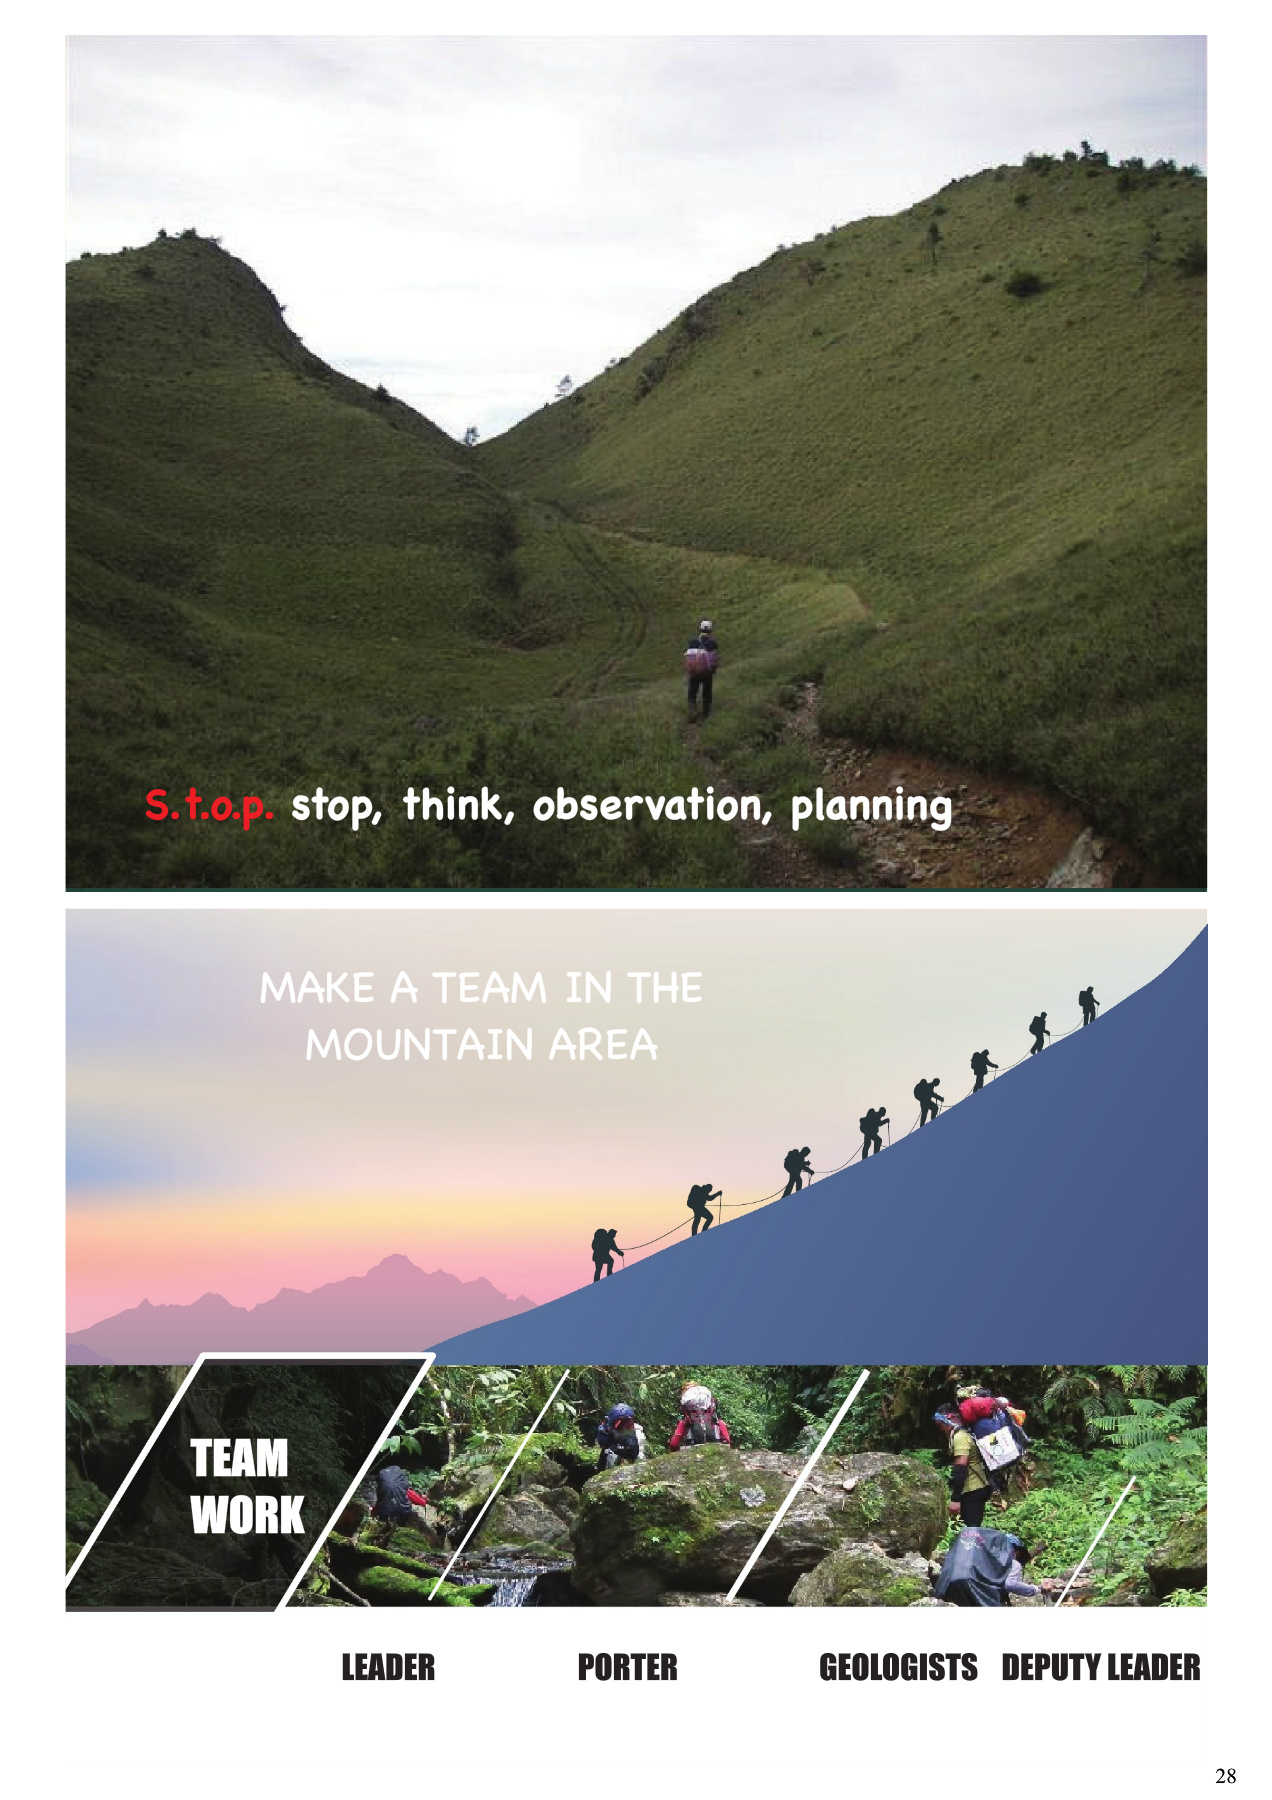 S.t.o.p. stop, think, observation, planning
MAKE A TEAM IN THE
MOUNTAIN AREA
TEAM
WORK
LEADER PORTER GEOLOGISTS DEPUTY LEADER
28